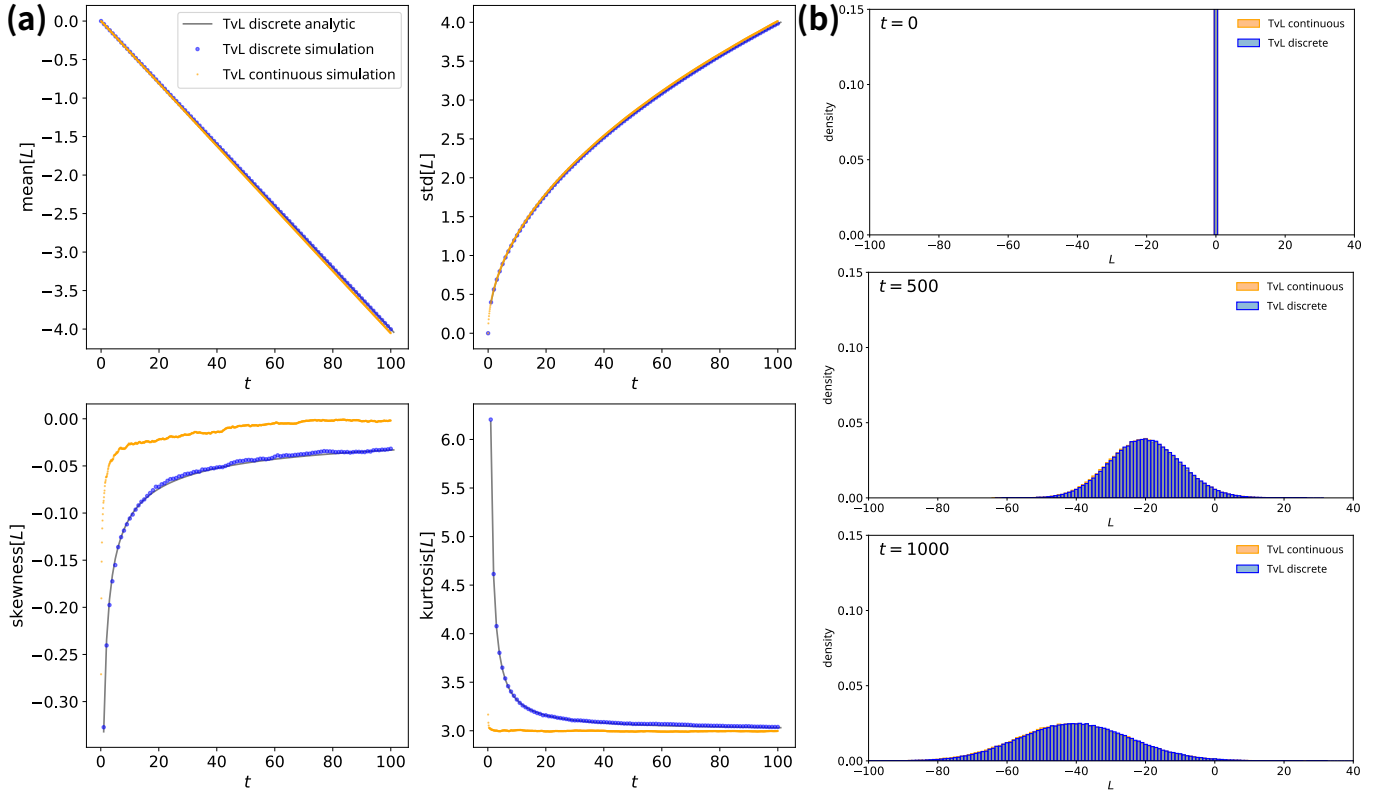 (a)
TvL discrete analytic
TvL discrete simulation
TvL continuous simulation
mean[L]
0.0
−0.5
−1.0
−1.5
−2.0
−2.5
−3.0
−3.5
−4.0
0 20 40 60 80 100
t
std[L]
4.0
3.5
3.0
2.5
2.0
1.5
1.0
0.5
0.0
0 20 40 60 80 100
t
skewness[L]
0.00
−0.05
−0.10
−0.15
−0.20
−0.25
−0.30
0 20 40 60 80 100
t
kurtosis[L]
6.0
5.5
5.0
4.5
4.0
3.5
3.0
0 20 40 60 80 100
t
(b)
t = 0
TvL continuous
TvL discrete
density
0.15
0.10
0.05
0.00
−100 −80 −60 −40 −20 0 20 40
L
t = 500
TvL continuous
TvL discrete
density
0.15
0.10
0.05
0.00
−100 −80 −60 −40 −20 0 20 40
L
t = 1000
TvL continuous
TvL discrete
density
0.15
0.10
0.05
0.00
−100 −80 −60 −40 −20 0 20 40
L